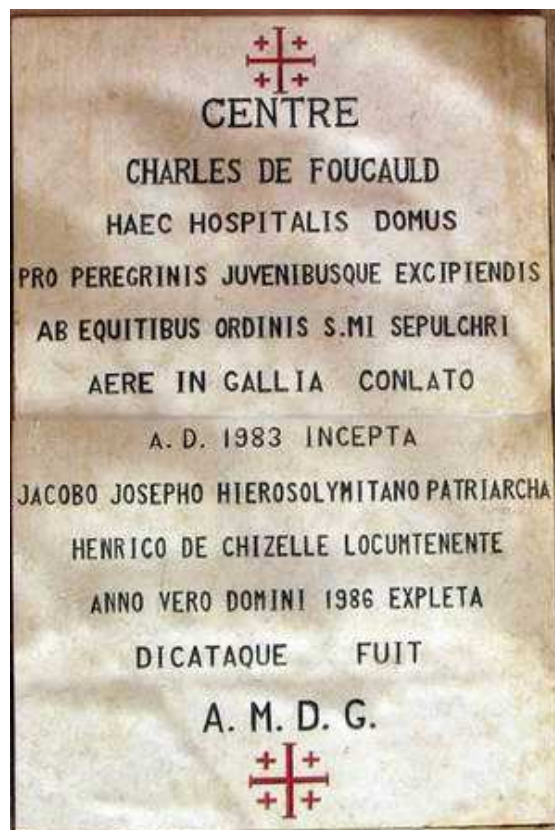 CENTRE
CHARLES DE FOUCAULD
HAEC HOSPITALIS DOMUS
PRO PEREGRINIS JUVENIBUSQUE EXCIPIENDIS
AB EQUITIBUS ORDINIS S.MI SEPULCHRI
AERE IN GALLIA CONLATO
A. D. 1983 INCEPTA
JACOBO JOSEPHO HIEROSOLYMITANO PATRIARCHA
HENRICO DE CHIZELLE LOCUMTENENTE
ANNO VERO DOMINI 1986 EXPLETA
DICATAQUE FUIT
A. M. D. G.